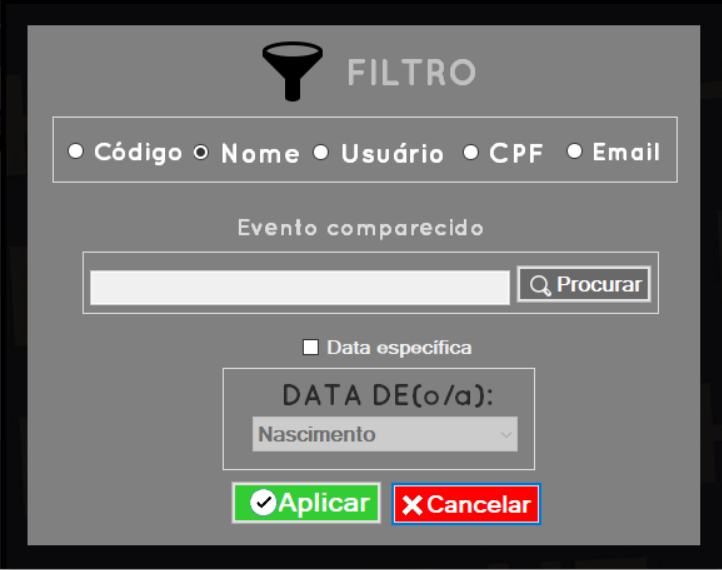 FILTRO
Código Nome Usuário CPF Email
Evento comparecido
Procurar
Data específica
DATA DE(o/a):
Nascimento
Aplicar Cancelar